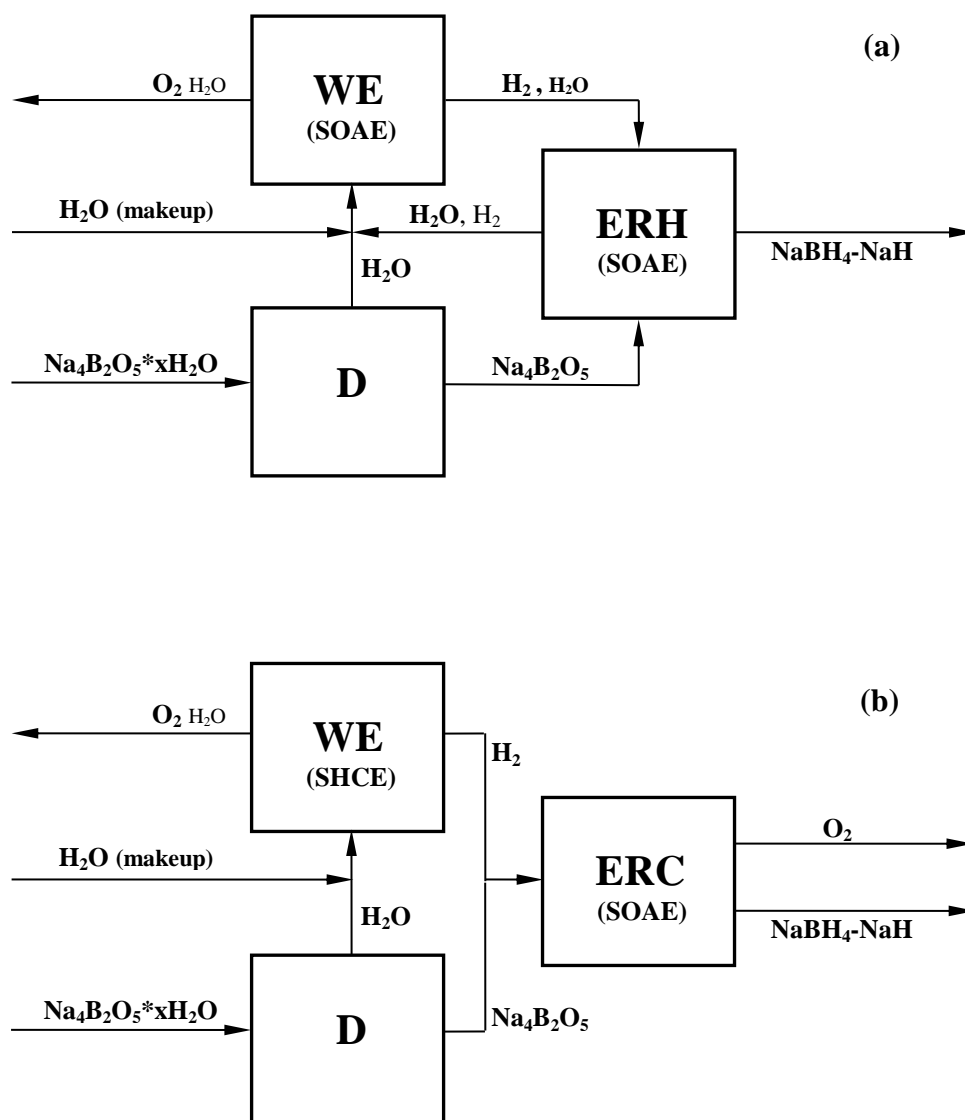 (a)
O₂ H₂O
WE
(SOAE)
H₂ , H₂O
H₂O (makeup)
H₂O, H₂
ERH
(SOAE)
NaBH₄-NaH
H₂O
Na₄B₂O₅*xH₂O
D
Na₄B₂O₅
(b)
O₂ H₂O
WE
(SHCE)
H₂
O₂
H₂O (makeup)
ERC
(SOAE)
H₂O
NaBH₄-NaH
Na₄B₂O₅*xH₂O
D
Na₄B₂O₅